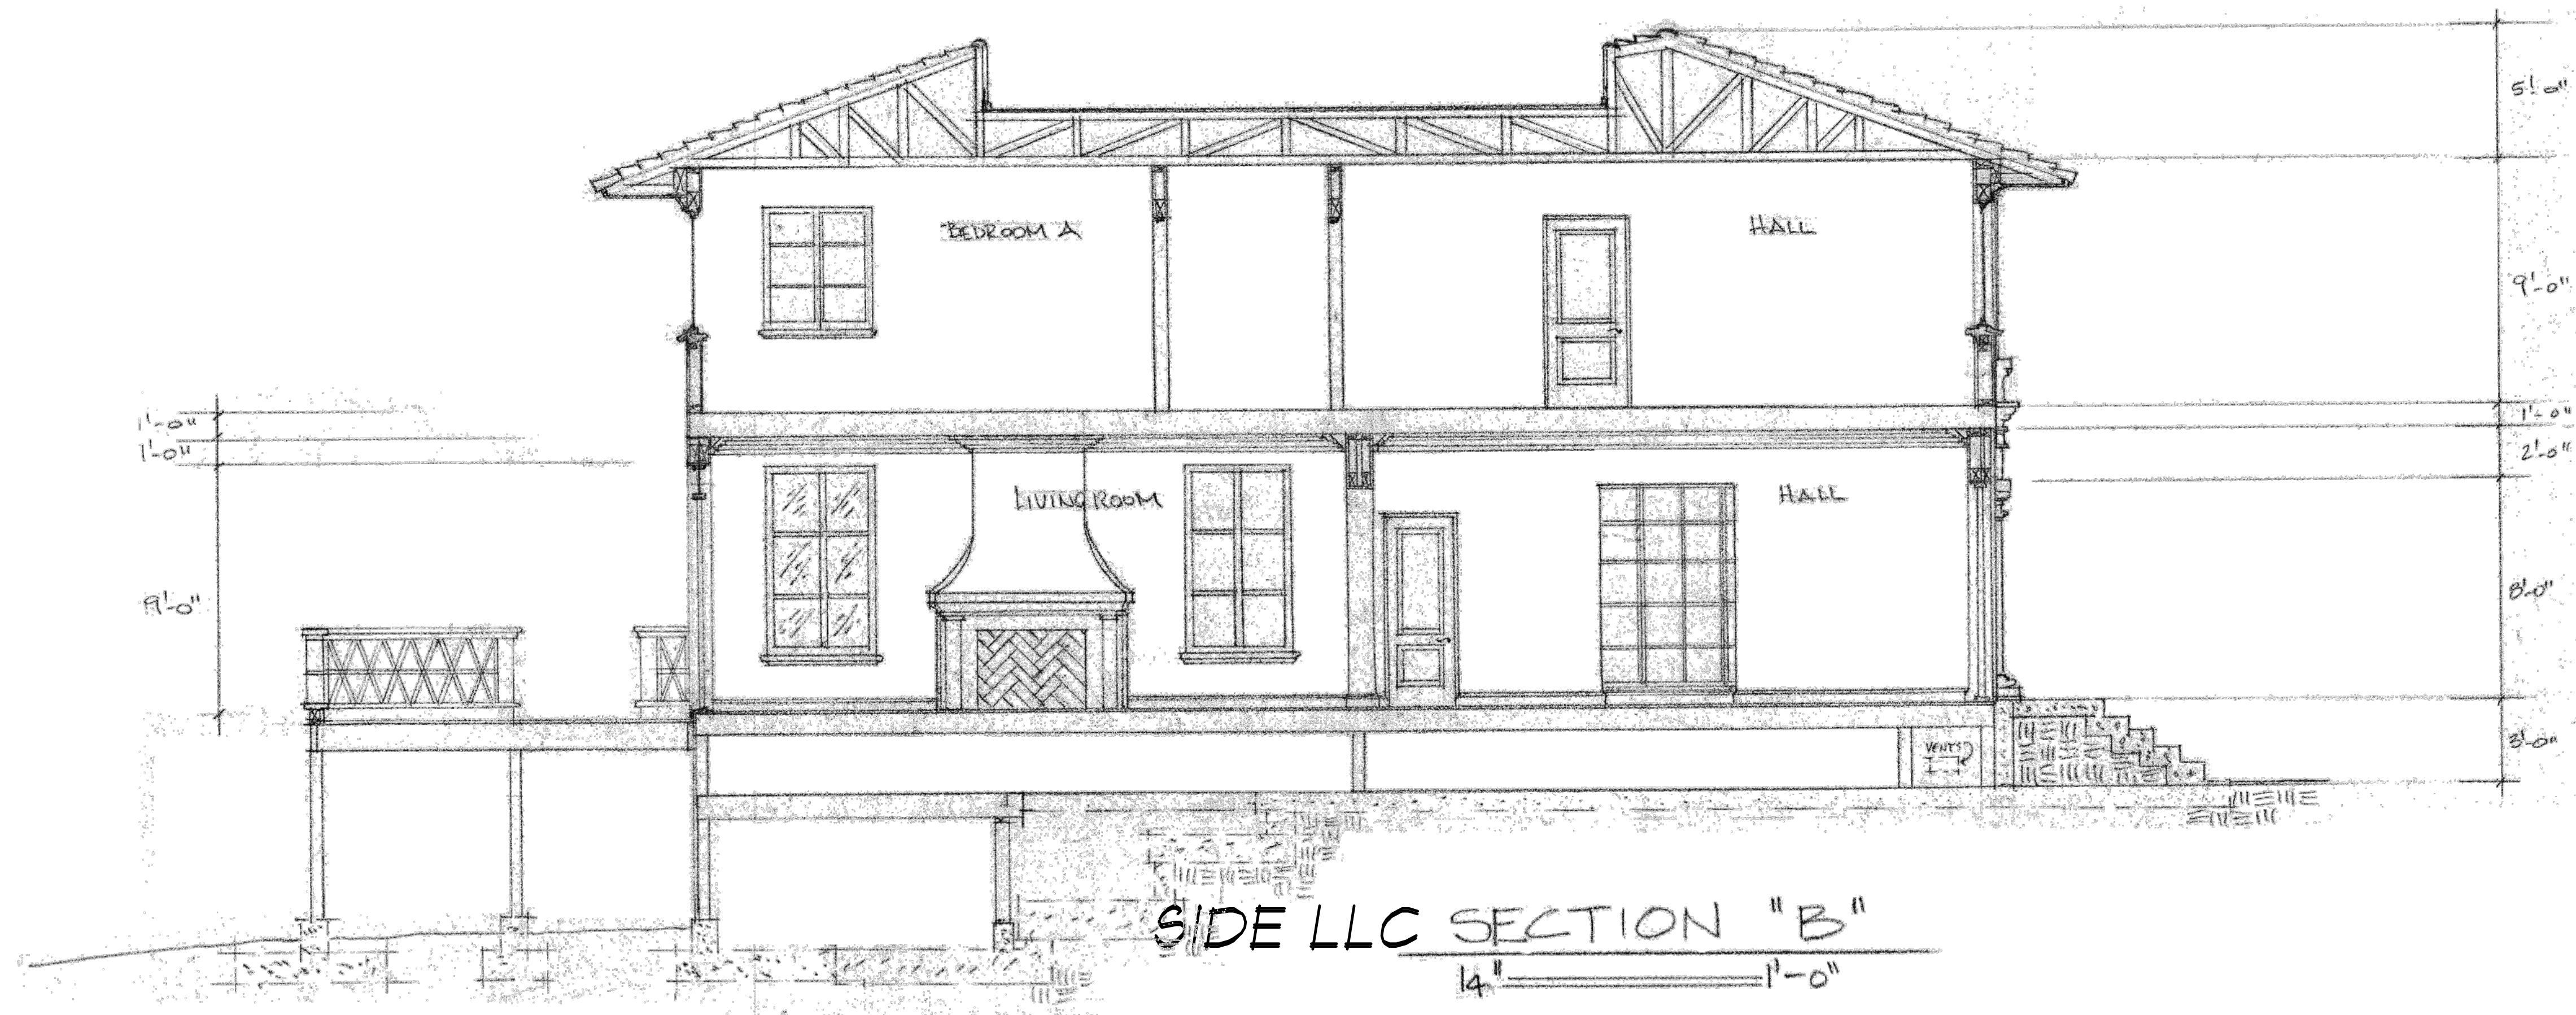 5'-0"
BEDROOM A
HALL
9'-0"
1'-0"
1'-0"
1'-0"
2'-0"
LIVING ROOM
HALL
9'-0"
8'-0"
3'-0"
VENTS
SIDE LLC SECTION "B"
1/4" 1'-0"